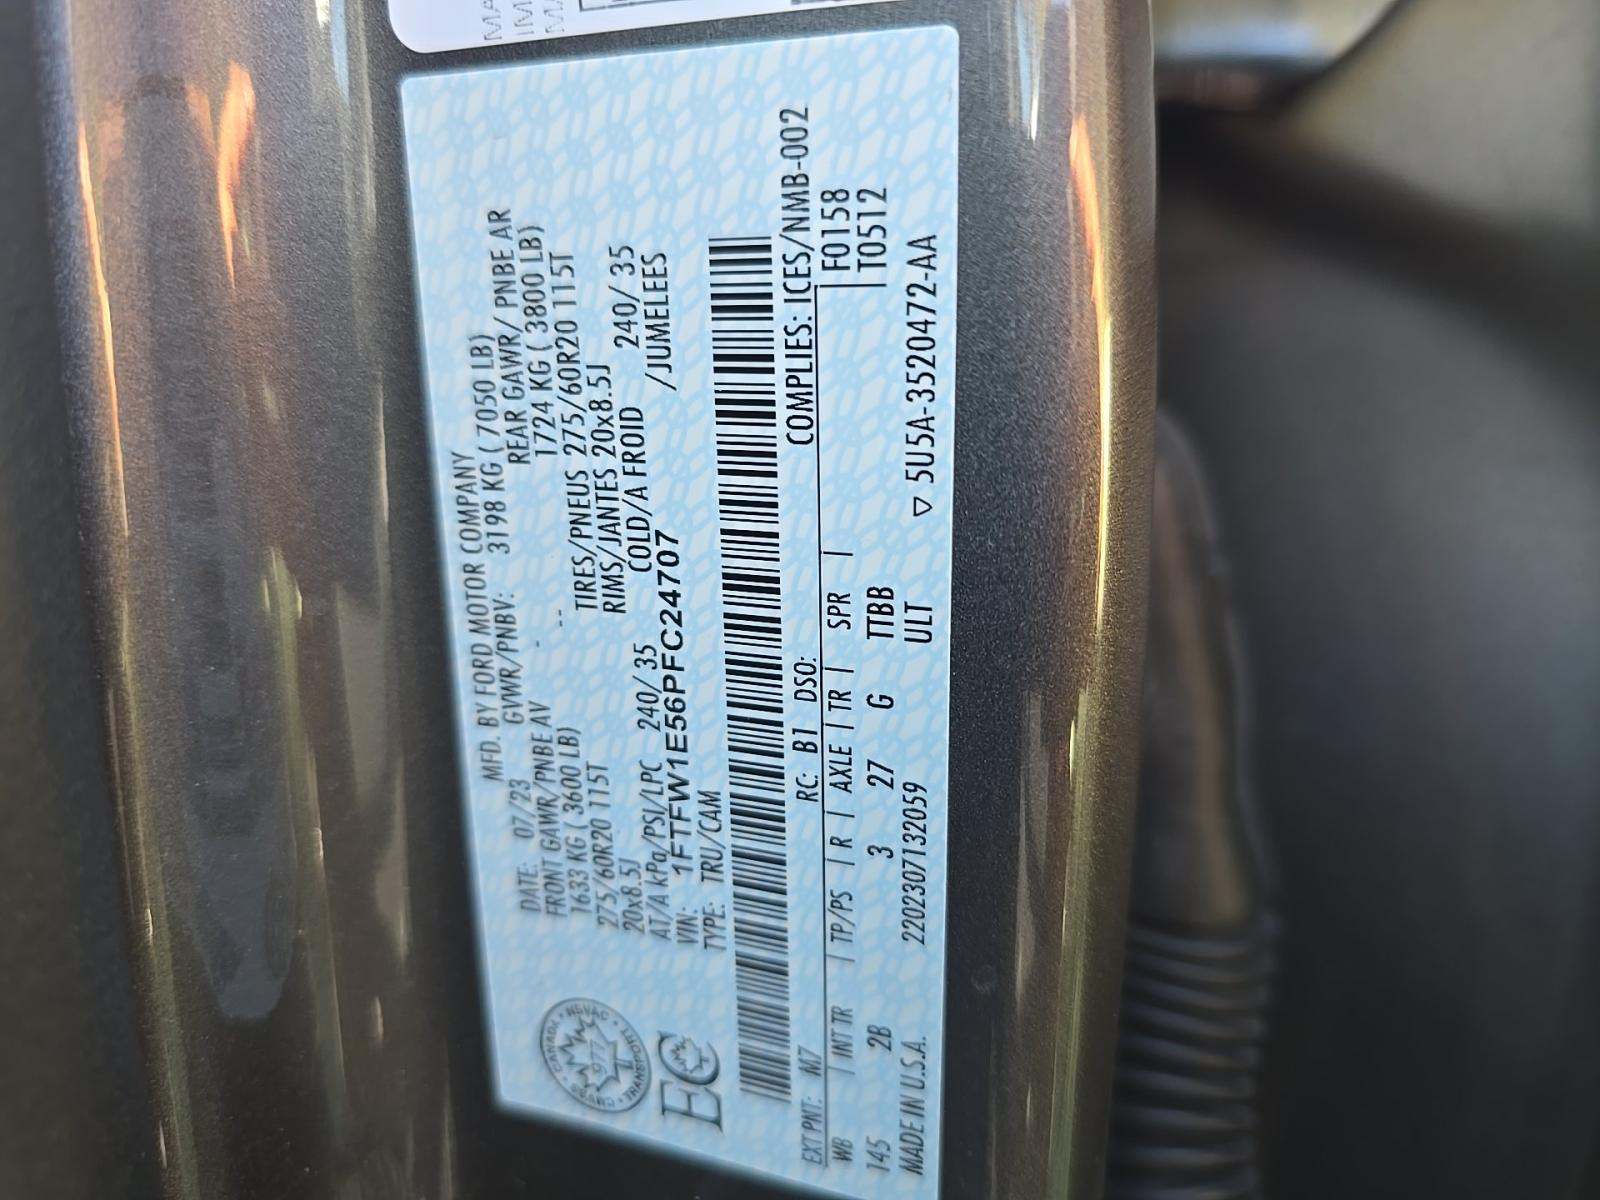 MFD. BY FORD MOTOR COMPANY
DATE: 07/23 GVWR/PNBV: 3198 KG ( 7050 LB)
FRONT GAWR/PNBE AV - REAR GAWR/ PNBE AR
1633 KG ( 3600 LB) -- 1724 KG ( 3800 LB)
275/60R20 115T TIRES/PNEUS 275/60R20 115T
20x8.5J RIMS/JANTES 20x8.5J
AT/A kPa/PSI/LPC 240/ 35 COLD/A FROID 240/ 35
VIN: 1FTFW1E56PFC24707 /JUMELEES
TYPE: TRU/CAM
CANADA
TRANSPORT
EC
EXT PNT: M7 RC: B1 DSO: COMPLIES: ICES/NMB-002
WB | INT TR | TP/PS | R | AXLE | TR | SPR | F0158
145 2B 3 27 G TTBB T0512
MADE IN U.S.A. 220230713​2059 ULT ▽ 5U5A-3520472-AA